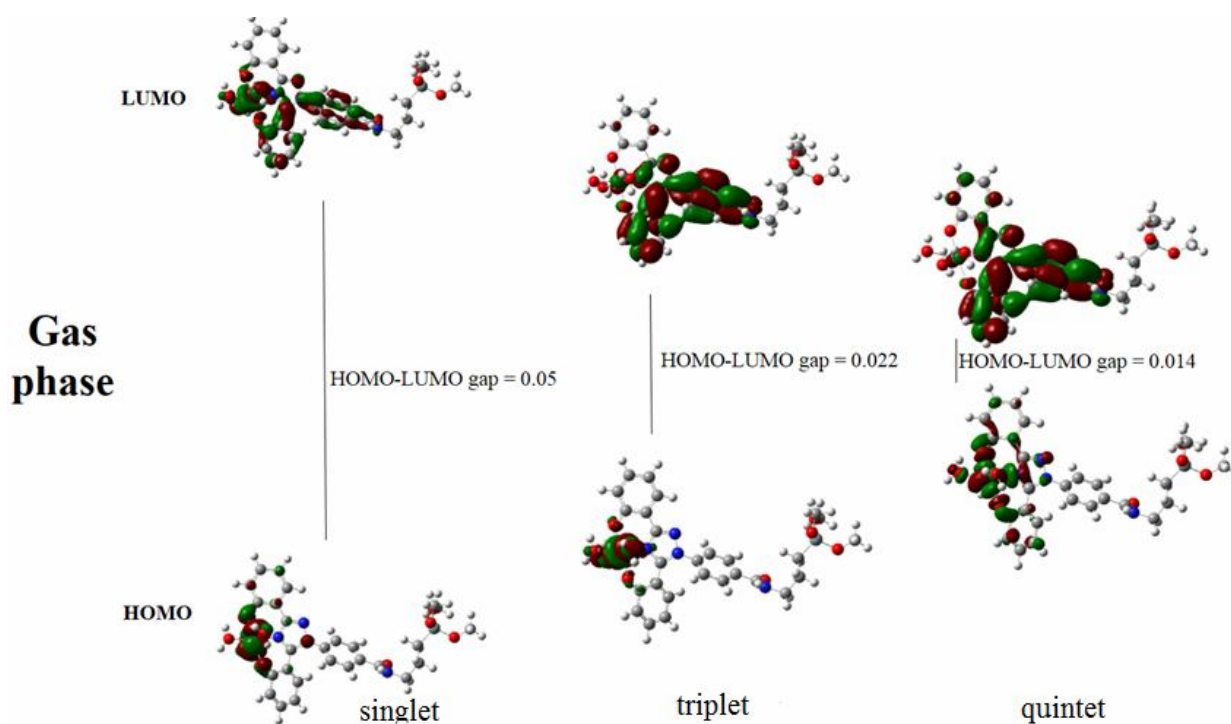 LUMO
Gas
phase
HOMO-LUMO gap = 0.05
HOMO-LUMO gap = 0.022
HOMO-LUMO gap = 0.014
HOMO
singlet
triplet
quintet